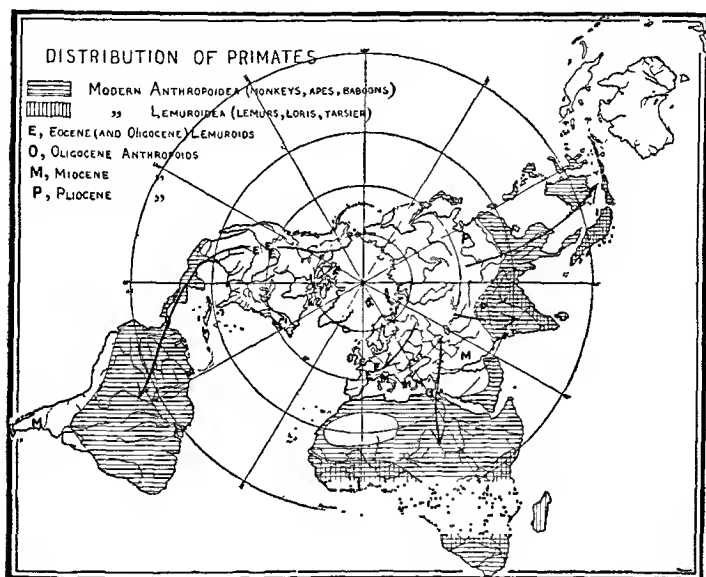 DISTRIBUTION OF PRIMATES
MODERN ANTHROPOIDEA (MONKEYS, APES, BABOONS)
„ LEMUROIDEA (LEMURS, LORIS, TARSIER)
E, EOCENE (AND OLIGOCENE) LEMUROIDS
O, OLIGOCENE ANTHROPOIDS
M, MIOCENE „
P, PLIOCENE „
E E
M
E
M